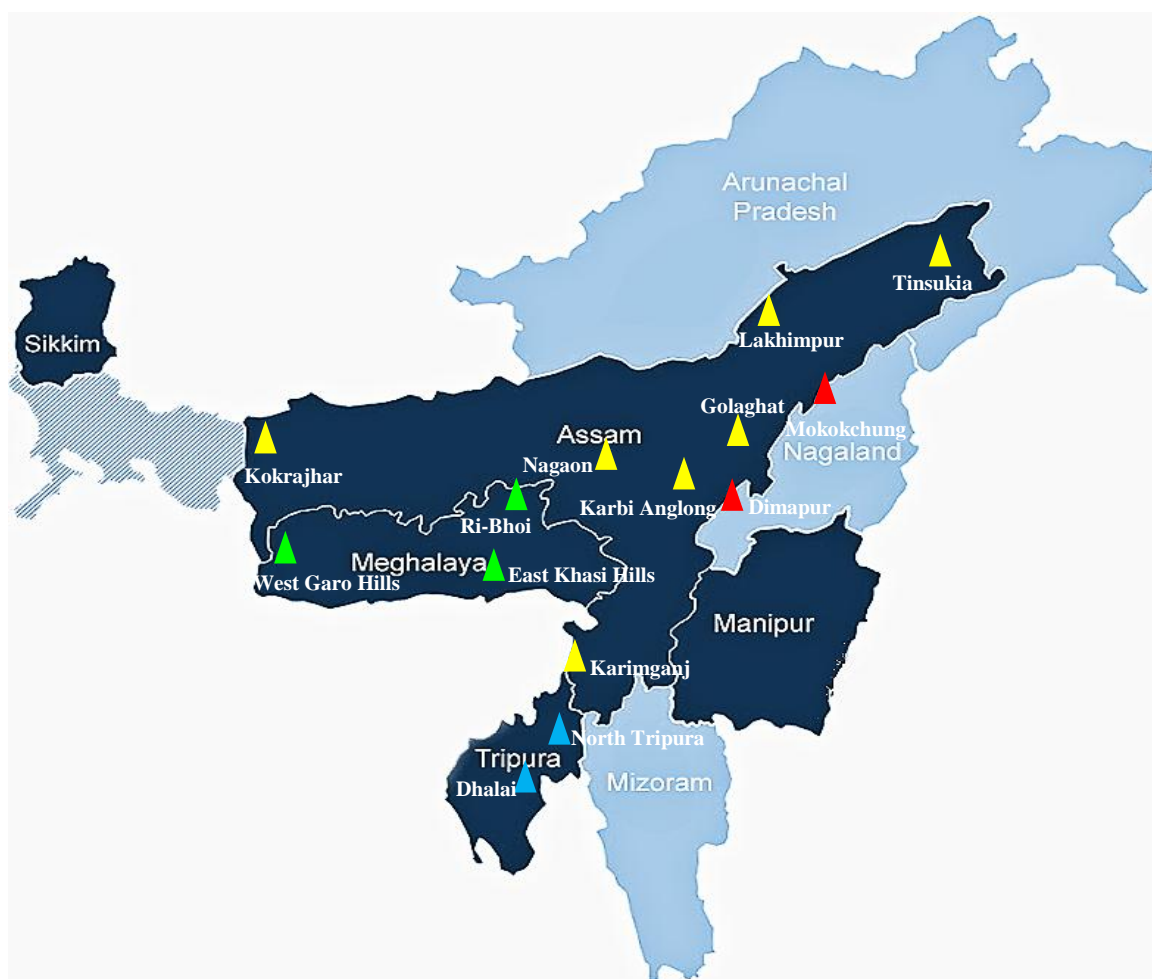 Arunachal
Pradesh
Tinsukia
Lakhimpur
Sikkim
Golaghat
Mokokchung
Assam
Nagaland
Nagaon
Kokrajhar
Karbi Anglong
Dimapur
Ri-Bhoi
Meghalaya
East Khasi Hills
West Garo Hills
Manipur
Karimganj
North Tripura
Tripura
Mizoram
Dhalai